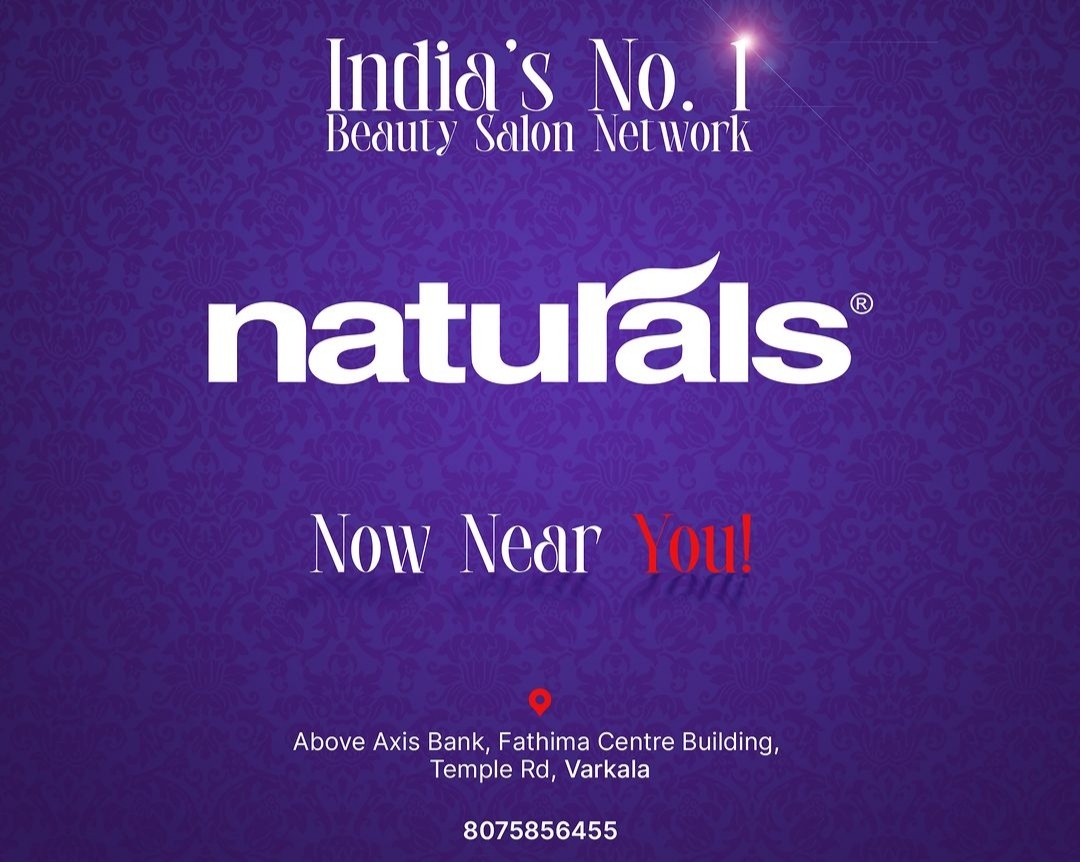 India's No. 1
Beauty Salon Network
naturals®
Now Near You!
Above Axis Bank, Fathima Centre Building,
Temple Rd, Varkala
8075856455